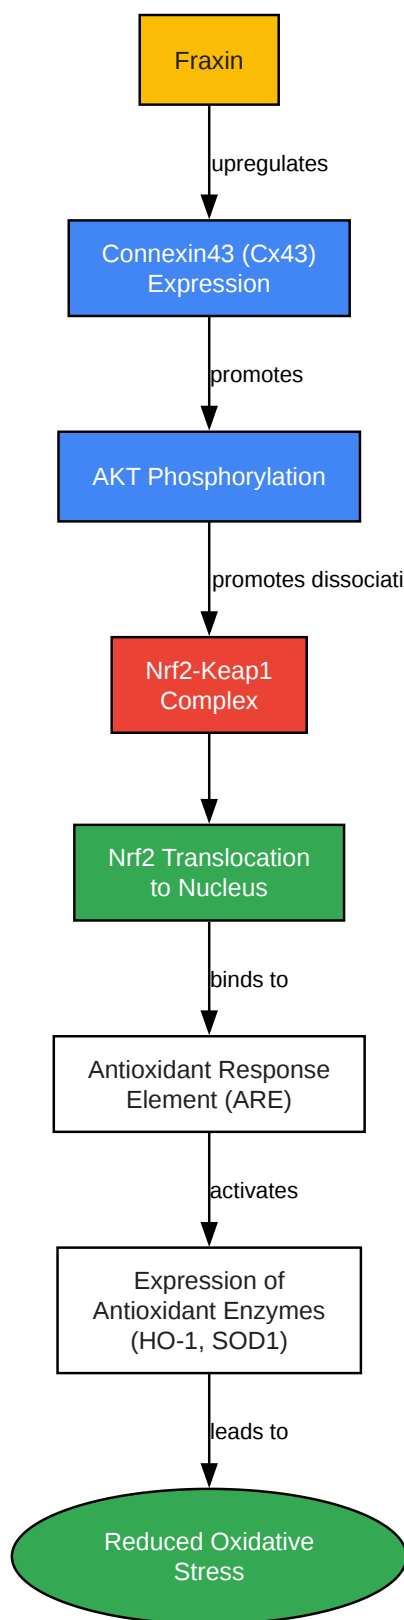 Fraxin
upregulates
Connexin43 (Cx43)
Expression
promotes
AKT Phosphorylation
promotes dissociati
Nrf2-Keap1
Complex
Nrf2 Translocation
to Nucleus
binds to
Antioxidant Response
Element (ARE)
activates
Expression of
Antioxidant Enzymes
(HO-1, SOD1)
leads to
Reduced Oxidative
Stress